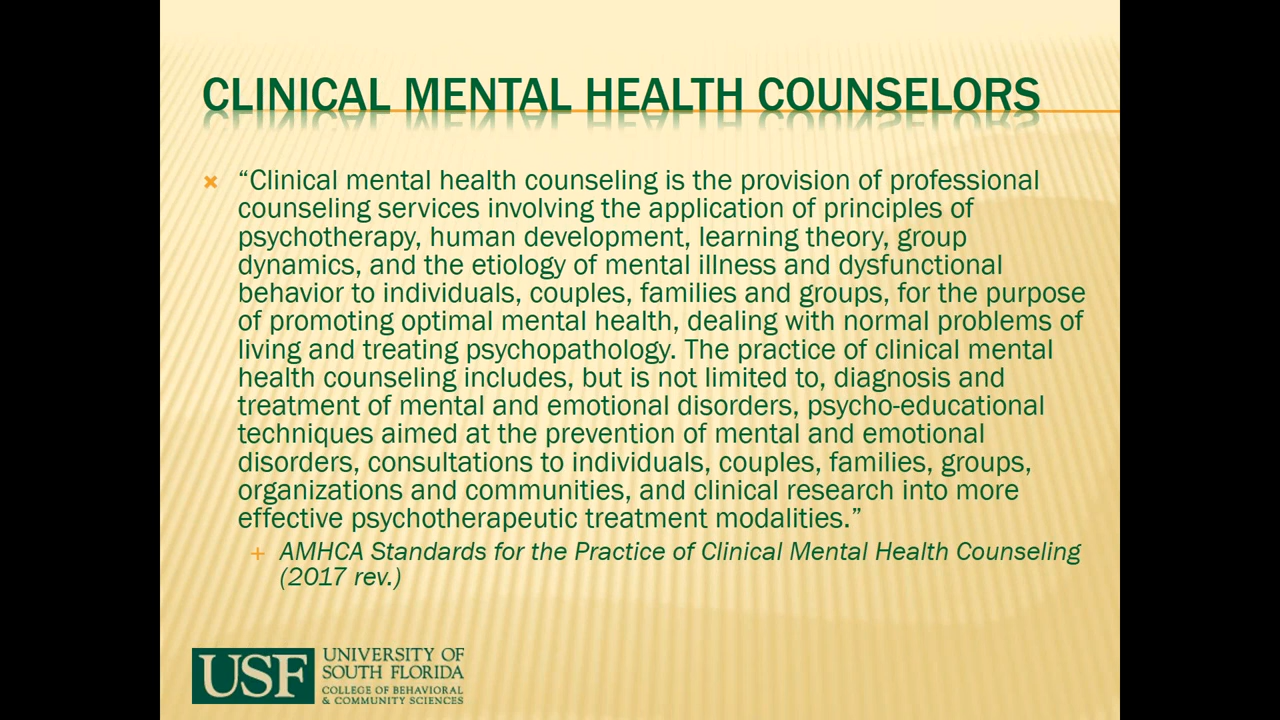 CLINICAL MENTAL HEALTH COUNSELORS
“Clinical mental health counseling is the provision of professional
counseling services involving the application of principles of
psychotherapy, human development, learning theory, group
dynamics, and the etiology of mental illness and dysfunctional
behavior to individuals, couples, families and groups, for the purpose
of promoting optimal mental health, dealing with normal problems of
living and treating psychopathology. The practice of clinical mental
health counseling includes, but is not limited to, diagnosis and
treatment of mental and emotional disorders, psycho-educational
techniques aimed at the prevention of mental and emotional
disorders, consultations to individuals, couples, families, groups,
organizations and communities, and clinical research into more
effective psychotherapeutic treatment modalities.”
AMHCA Standards for the Practice of Clinical Mental Health Counseling
(2017 rev.)
USF
UNIVERSITY OF
SOUTH FLORIDA
COLLEGE OF BEHAVIORAL
& COMMUNITY SCIENCES